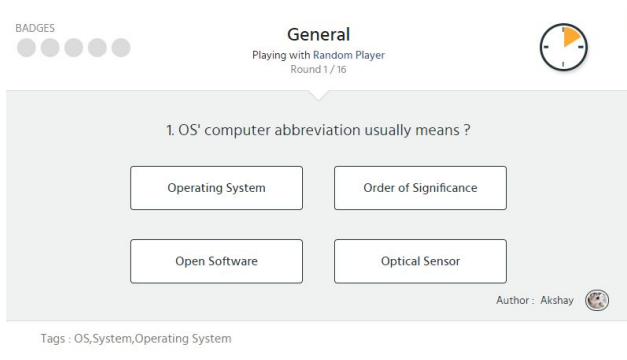 BADGES
General
Playing with Random Player
Round 1 / 16
1. OS' computer abbreviation usually means ?
Operating System
Order of Significance
Open Software
Optical Sensor
Author : Akshay
Tags : OS,System,Operating System